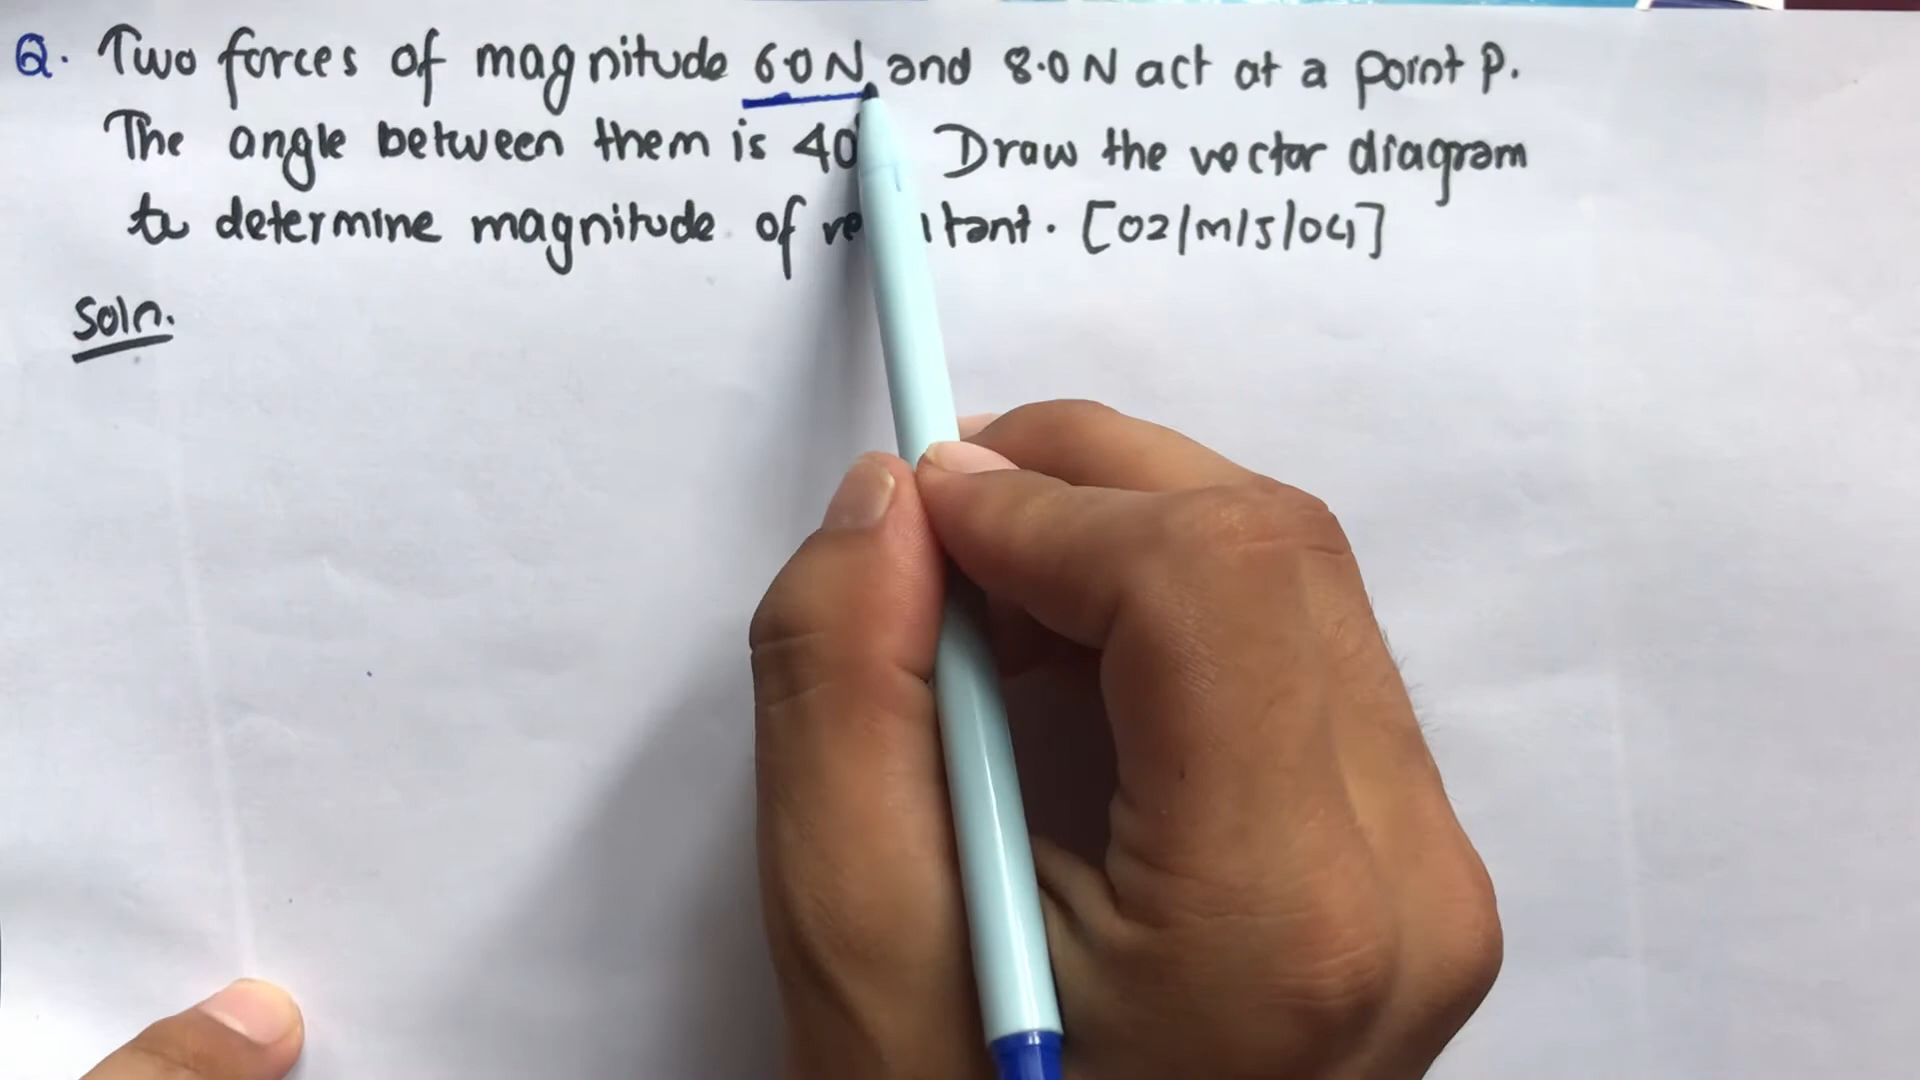 Q. Two forces of magnitude 6.0 N and 8.0 N act at a point P.
The angle between them is 40 Draw the vector diagram
to determine magnitude of tant. [02/M/J/04]
Soln.